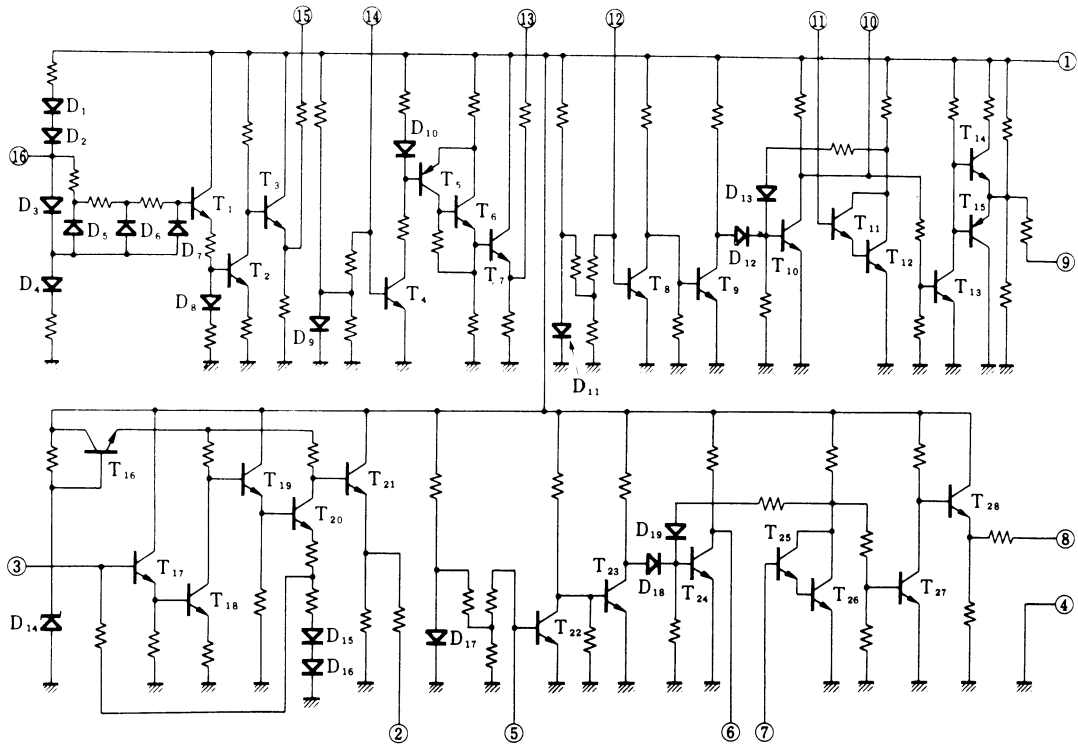 ⑮ ⑭ ⑬ ⑫ ⑪ ⑩
①
D₁
D₂
D₁₀
T₁₄
⑯
T₃ T₅
D₃ T₁ T₆ D₁₃ T₁₅
D₅ D₆ D₇ T₁₁
D₁₂ T₁₀ T₁₂ ⑨
D₄ T₂ T₄ T₇ T₈ T₉ T₁₃
D₈
D₉
D₁₁
T₁₆ T₁₉ T₂₁
T₂₀ T₂₈
D₁₉ T₂₅ ⑧
③ T₁₇ T₂₃ D₁₈ T₂₄ T₂₆ T₂₇
T₁₈ ④
D₁₄ D₁₅ D₁₇ T₂₂
D₁₆
② ⑤ ⑥ ⑦